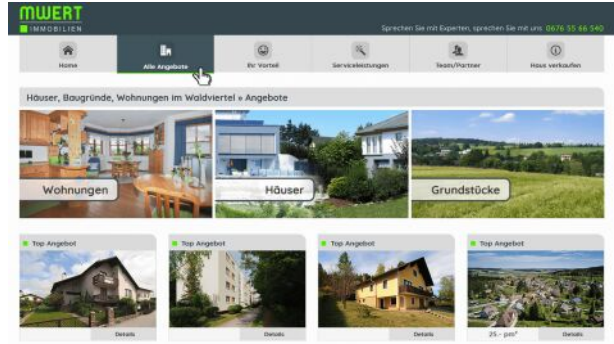 MWERT
IMMOBILIEN
Sprechen Sie mit Experten, sprechen Sie mit uns 0676 55 66 540
Home
Alle Angebote
Ihr Vorteil
Serviceleistungen
Team/Partner
Haus verkaufen
Häuser, Baugründe, Wohnungen im Waldviertel » Angebote
Wohnungen
Häuser
Grundstücke
Top Angebot
Top Angebot
Top Angebot
Top Angebot
Details
Details
Details
25.- pm²
Details